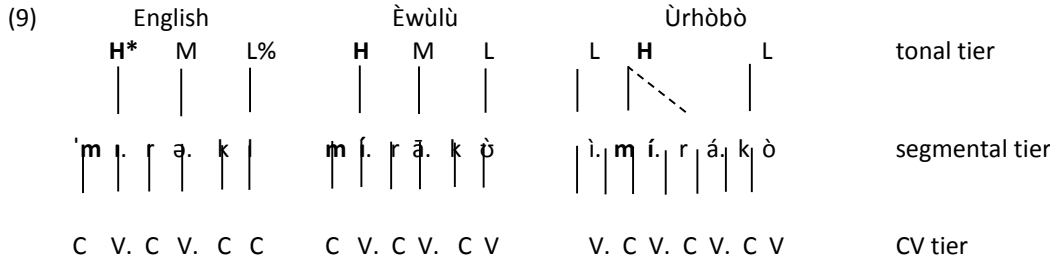 (9) English Èwùlù Ùrhòbò
H* M L% H M L L H L tonal tier
ˈm ɪ. r ə. k l m í. r ā. k ʊ̀ ì. m í. r á. k ò segmental tier
C V. C V. C C C V. C V. C V V. C V. C V. C V CV tier